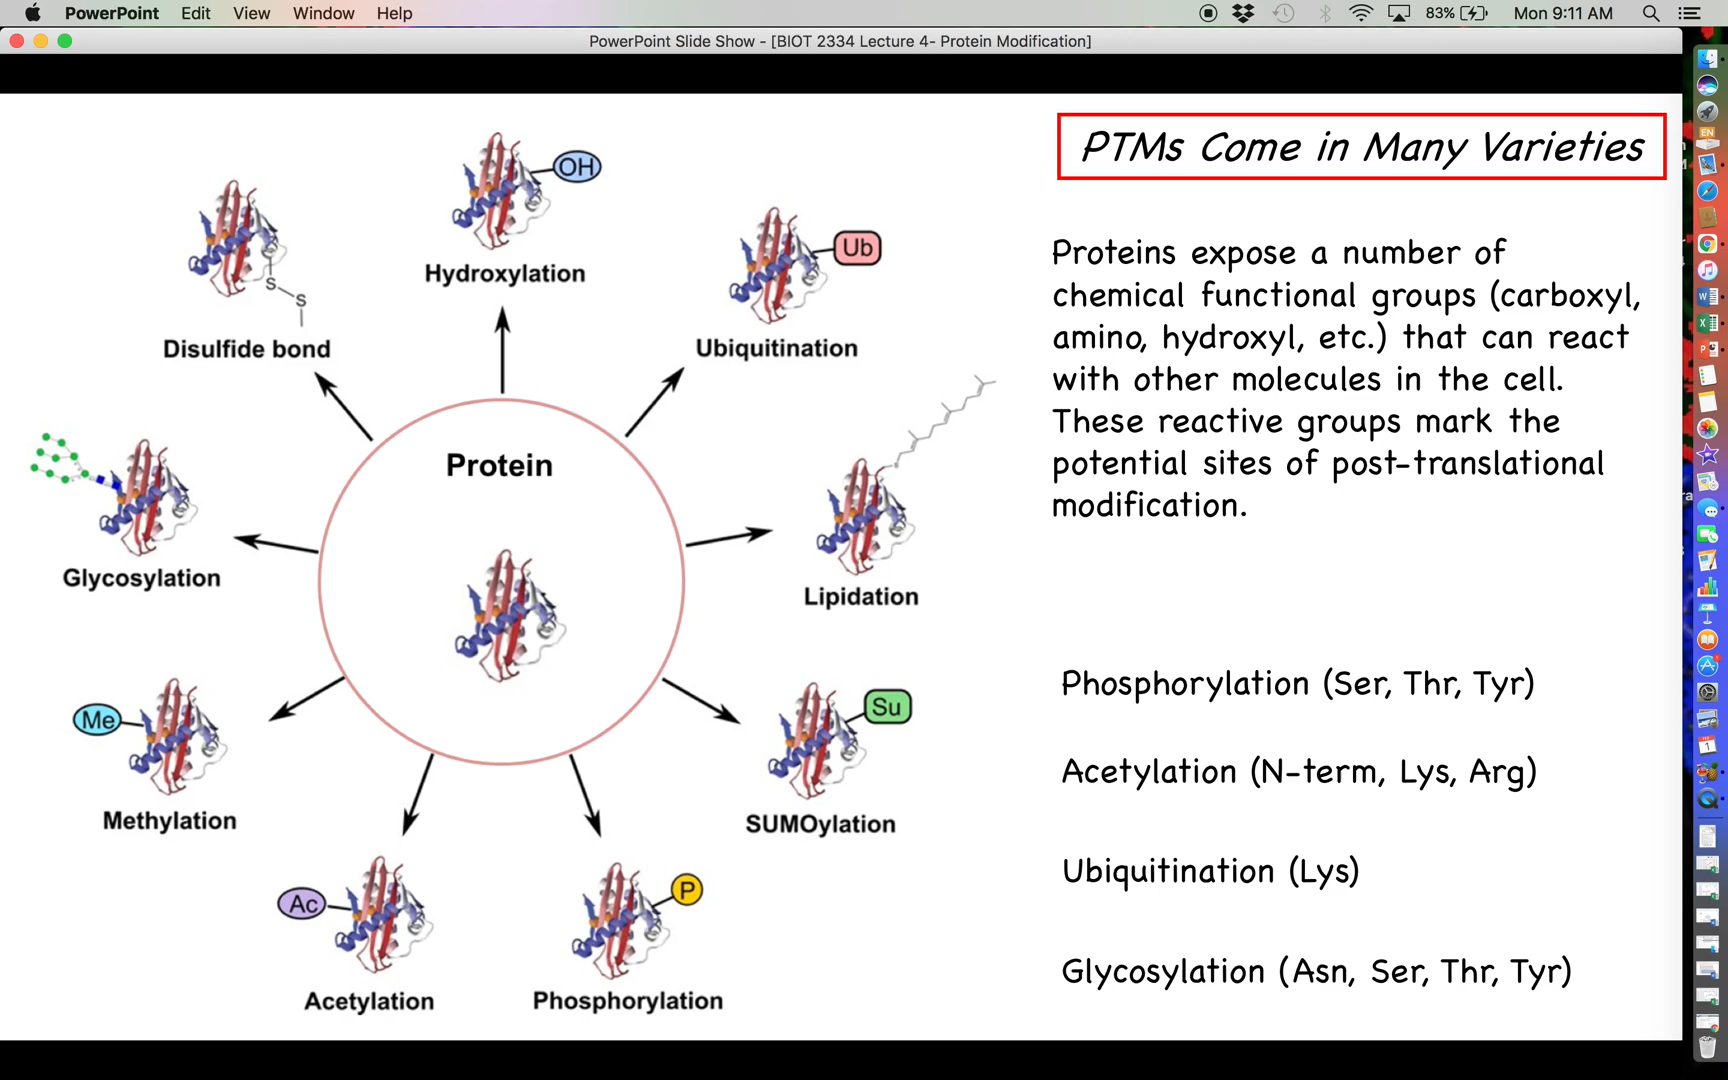 PowerPoint Edit View Window Help 83% Mon 9:11 AM
PowerPoint Slide Show - [BIOT 2334 Lecture 4- Protein Modification]
PTMs Come in Many Varieties
Proteins expose a number of
chemical functional groups (carboxyl,
amino, hydroxyl, etc.) that can react
with other molecules in the cell.
These reactive groups mark the
potential sites of post-translational
modification.
Phosphorylation (Ser, Thr, Tyr)
Acetylation (N-term, Lys, Arg)
Ubiquitination (Lys)
Glycosylation (Asn, Ser, Thr, Tyr)
OH
Hydroxylation
Ub
Ubiquitination
S
S
Disulfide bond
Protein
Glycosylation
Lipidation
Me
Methylation
Su
SUMOylation
Ac
Acetylation
P
Phosphorylation
EN